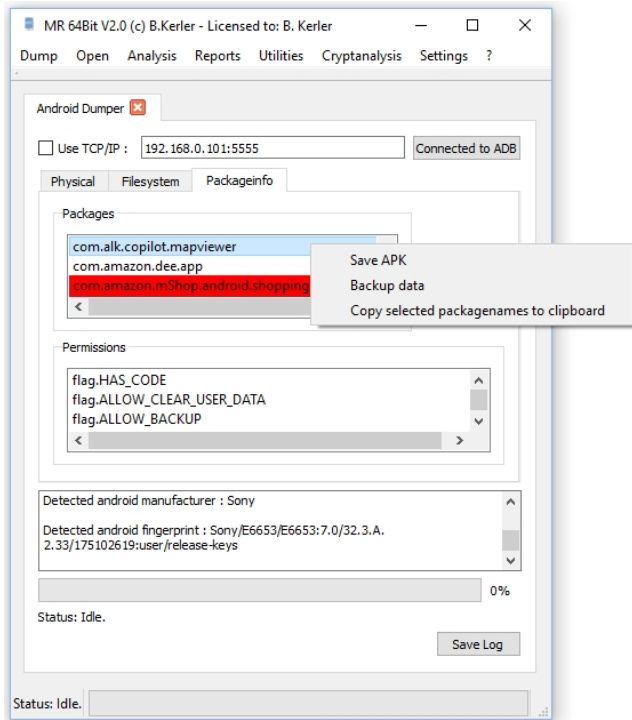 MR 64Bit V2.0 (c) B.Kerler - Licensed to: B. Kerler
Dump Open Analysis Reports Utilities Cryptanalysis Settings ?
Android Dumper
Use TCP/IP : 192.168.0.101:5555 Connected to ADB
Physical Filesystem Packageinfo
Packages
com.alk.copilot.mapviewer
com.amazon.dee.app
com.amazon.mShop.android.shopping
Save APK
Backup data
Copy selected packagenames to clipboard
Permissions
flag.HAS_CODE
flag.ALLOW_CLEAR_USER_DATA
flag.ALLOW_BACKUP
Detected android manufacturer : Sony
Detected android fingerprint : Sony/E6653/E6653:7.0/32.3.A.
2.33/175102619:user/release-keys
0%
Status: Idle.
Save Log
Status: Idle.